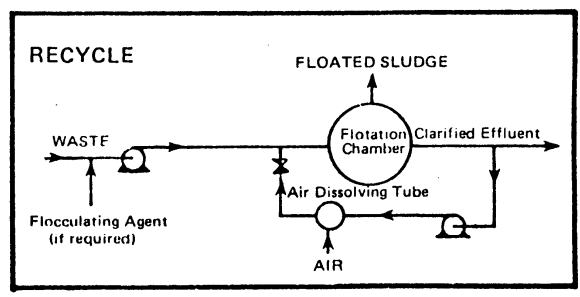 RECYCLE
FLOATED SLUDGE
WASTE
Flotation
Chamber
Clarified Effluent
Air Dissolving Tube
Flocculating Agent
(if required)
AIR